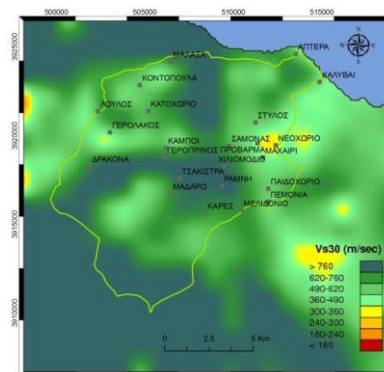 500000 505000 510000 515000
3925000
3920000
3915000
3910000
ΑΠΤΕΡΑ
ΜΑΛΑΞΑ
ΚΑΛΥΒΑΙ
ΚΟΝΤΟΠΟΥΛΑ
ΛΟΥΛΟΣ ΚΑΤΟΧΩΡΙΟ
ΣΤΥΛΟΣ
ΓΕΡΟΛΑΚΟΣ
ΣΑΜΟΝΑΣ ΝΕΟΧΩΡΙΟ
ΚΑΜΠΟΙ ΠΡΟΒΑΡΜΑ ΜΑΧΑΙΡΙ
ΓΕΡΟΠΡΙΝΟΣ
ΔΡΑΚΟΝΑ ΧΙΛΙΟΜΟΔΙ
ΤΣΑΚΙΣΤΡΑ
ΡΑΜΝΗ ΠΑΙΔΟΧΩΡΙΟ
ΜΑΔΑΡΟ ΠΕΜΟΝΙΑ
ΚΑΡΕΣ ΜΕΛΙΔΟΝΙΟ
Vs30 (m/sec)
> 760
620-760
490-620
360-490
300-360
240-300
180-240
< 180
0 2.5 5 Km